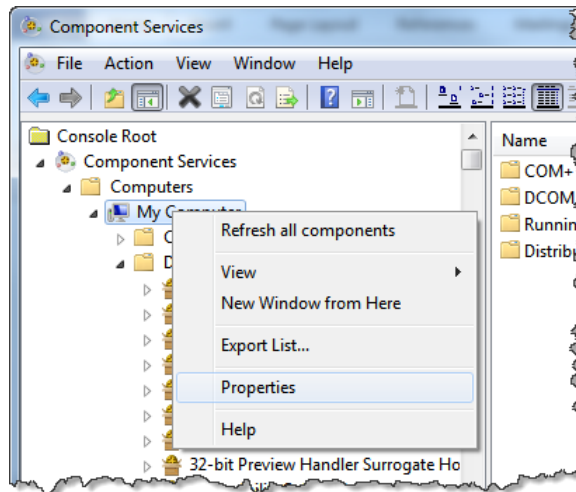 Component Services
File Action View Window Help
Console Root
Component Services
Computers
My Computer
Refresh all components
View
New Window from Here
Export List...
Properties
Help
32-bit Preview Handler Surrogate Ho
Name
COM+
DCOM
Runnin
Distrib